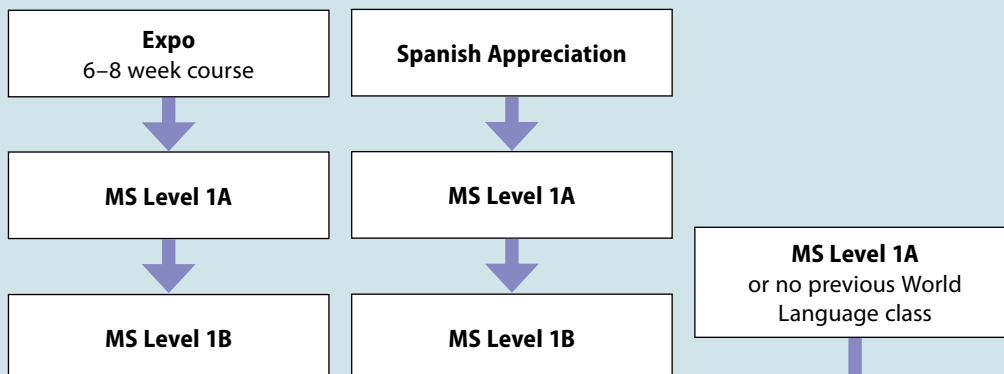 Expo
6–8 week course
MS Level 1A
MS Level 1B
Spanish Appreciation
MS Level 1A
MS Level 1B
MS Level 1A
or no previous World
Language class